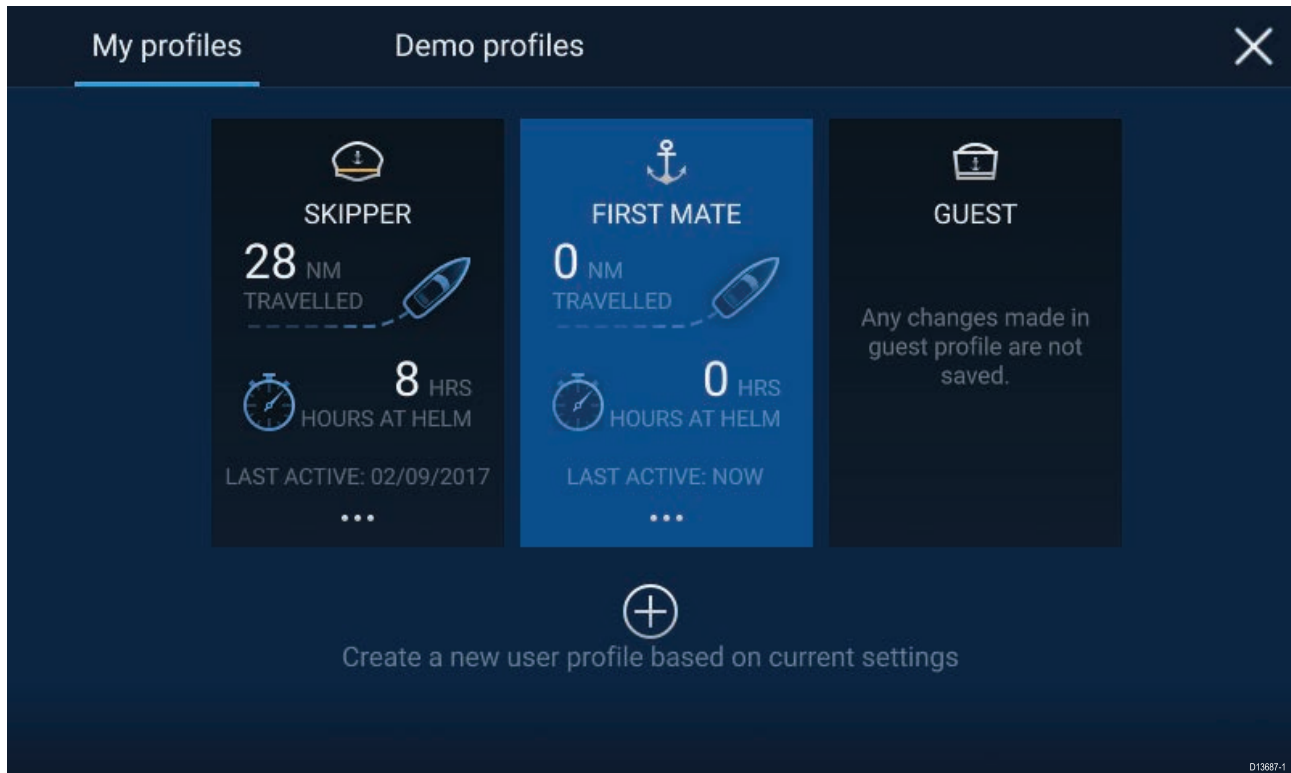 My profiles
Demo profiles
SKIPPER
28 NM
TRAVELLED
8 HRS
HOURS AT HELM
LAST ACTIVE: 02/09/2017
FIRST MATE
0 NM
TRAVELLED
0 HRS
HOURS AT HELM
LAST ACTIVE: NOW
GUEST
Any changes made in
guest profile are not
saved.
Create a new user profile based on current settings
D13687-1